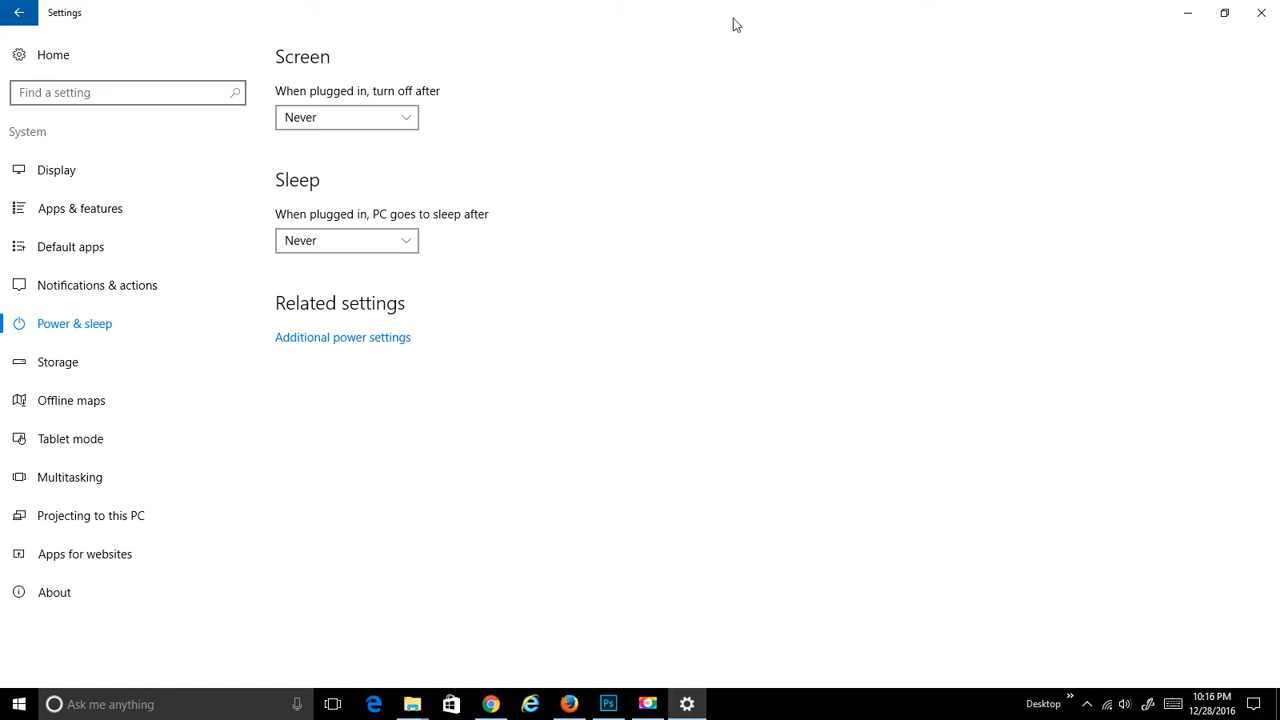 Settings
Home
Find a setting
System
Display
Apps & features
Default apps
Notifications & actions
Power & sleep
Storage
Offline maps
Tablet mode
Multitasking
Projecting to this PC
Apps for websites
About
Screen
When plugged in, turn off after
Never
Sleep
When plugged in, PC goes to sleep after
Never
Related settings
Additional power settings
Ask me anything
Ps
Desktop
10:16 PM
12/28/2016